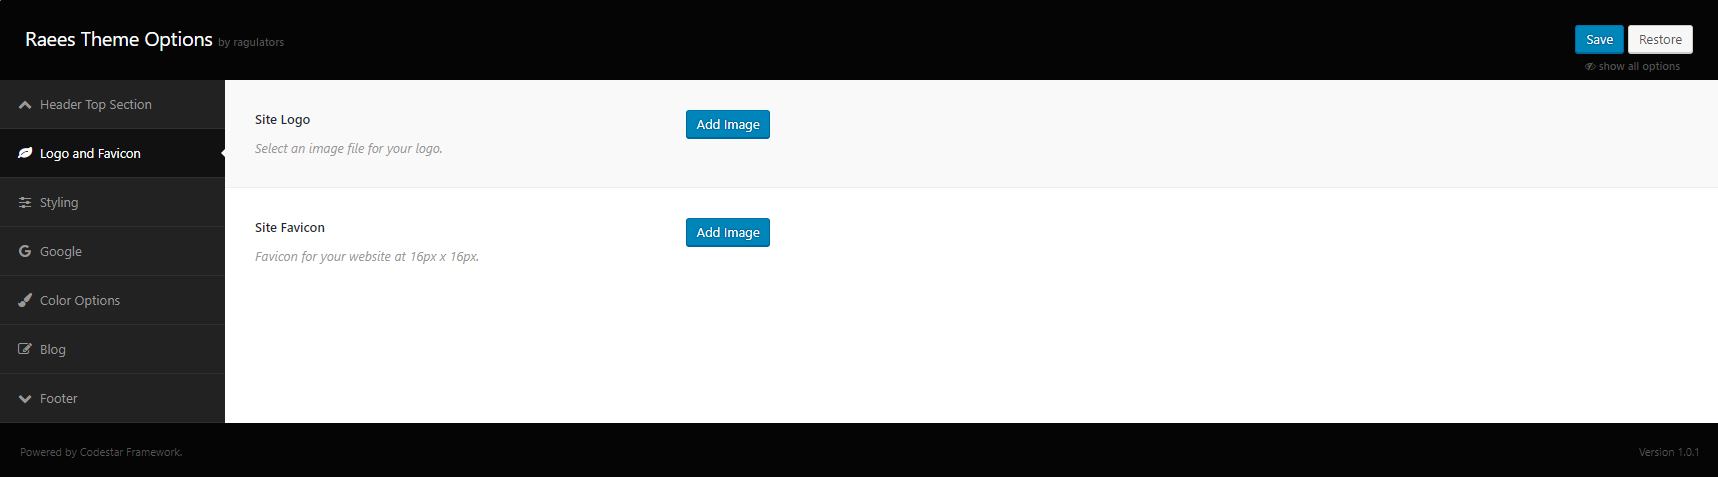 Raees Theme Options by ragulators
Save Restore
show all options
Header Top Section
Logo and Favicon
Styling
Google
Color Options
Blog
Footer
Site Logo
Select an image file for your logo.
Add Image
Site Favicon
Favicon for your website at 16px x 16px.
Add Image
Powered by Codestar Framework.
Version 1.0.1